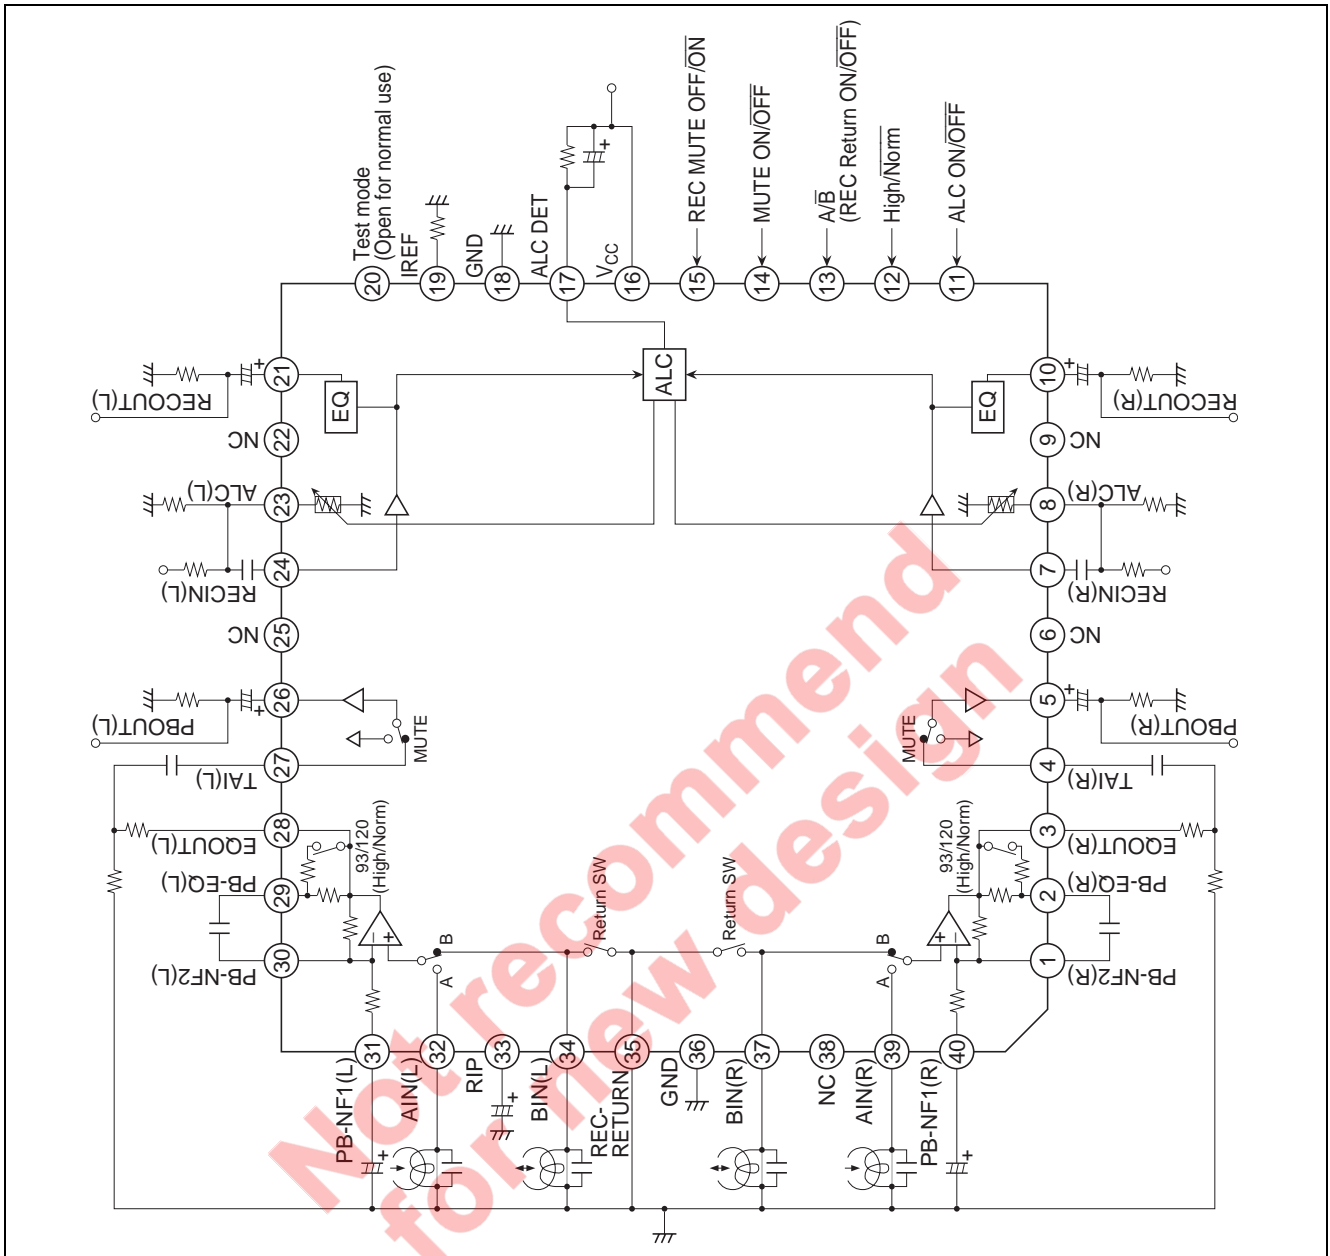 Test mode
(Open for normal use)
IREF
GND
ALC DET
VCC
REC MUTE OFF/ON
MUTE ON/OFF
A/B
(REC Return ON/OFF)
High/Norm
ALC ON/OFF
20
19
18
17
16
15
14
13
12
11
RECOUT(L)
21
EQ
ALC
EQ
10
RECOUT(R)
NC
22
9
NC
ALC(L)
23
8
ALC(R)
RECIN(L)
24
7
RECIN(R)
NC
25
6
NC
PBOUT(L)
26
MUTE
MUTE
5
PBOUT(R)
TAI(L)
27
4
TAI(R)
EQOUT(L)
28
93/120
(High/Norm)
93/120
(High/Norm)
3
EQOUT(R)
PB-EQ(L)
29
Return SW
Return SW
2
PB-EQ(R)
PB-NF2(L)
30
B
A
B
A
1
PB-NF2(R)
31
32
33
34
35
36
37
38
39
40
PB-NF1(L)
AIN(L)
RIP
BIN(L)
REC-
RETURN
GND
BIN(R)
NC
AIN(R)
PB-NF1(R)
Not recommend
for new design